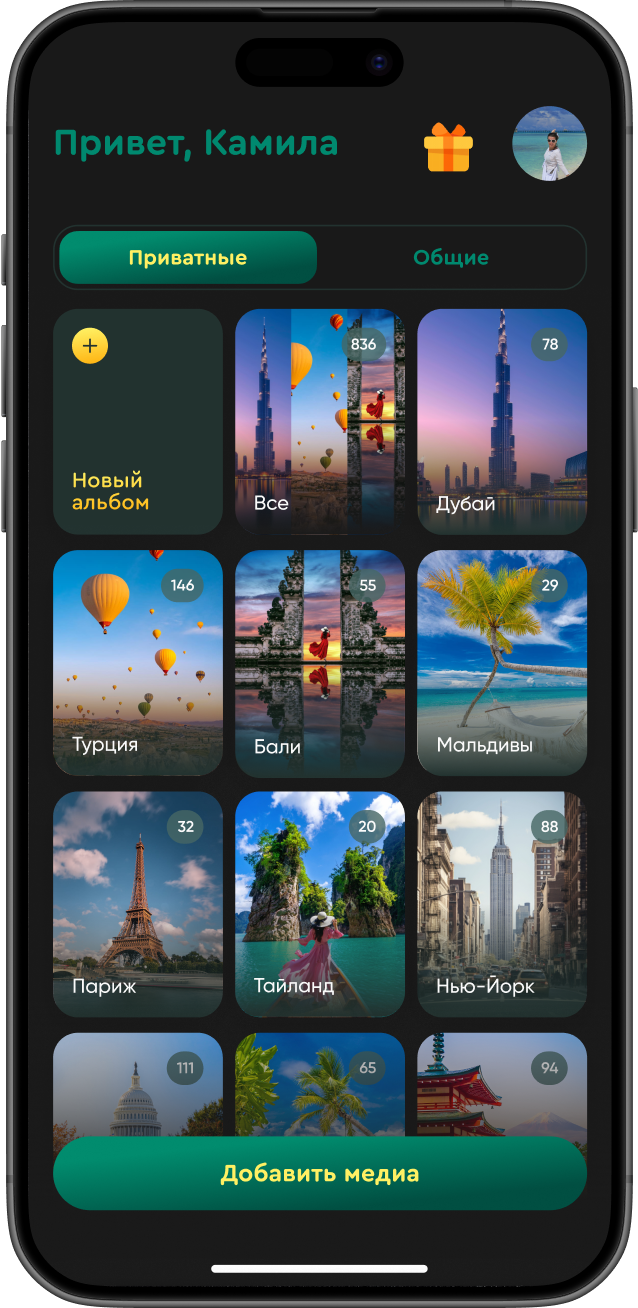 Привет, Камила
Приватные
Общие
Новый
альбом
836
Все
78
Дубай
146
Турция
55
Бали
29
Мальдивы
32
Париж
20
Тайланд
88
Нью-Йорк
111
65
94
Добавить медиа